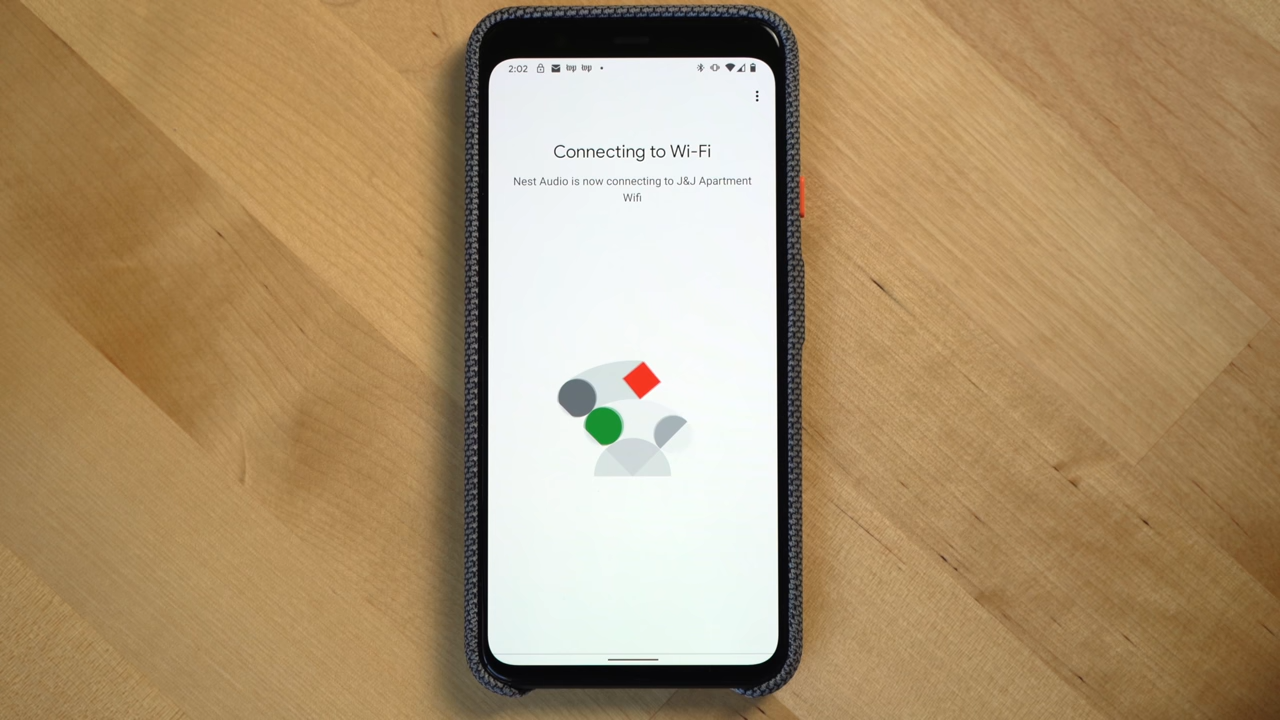 2:02
Connecting to Wi-Fi
Nest Audio is now connecting to J&J Apartment
Wifi